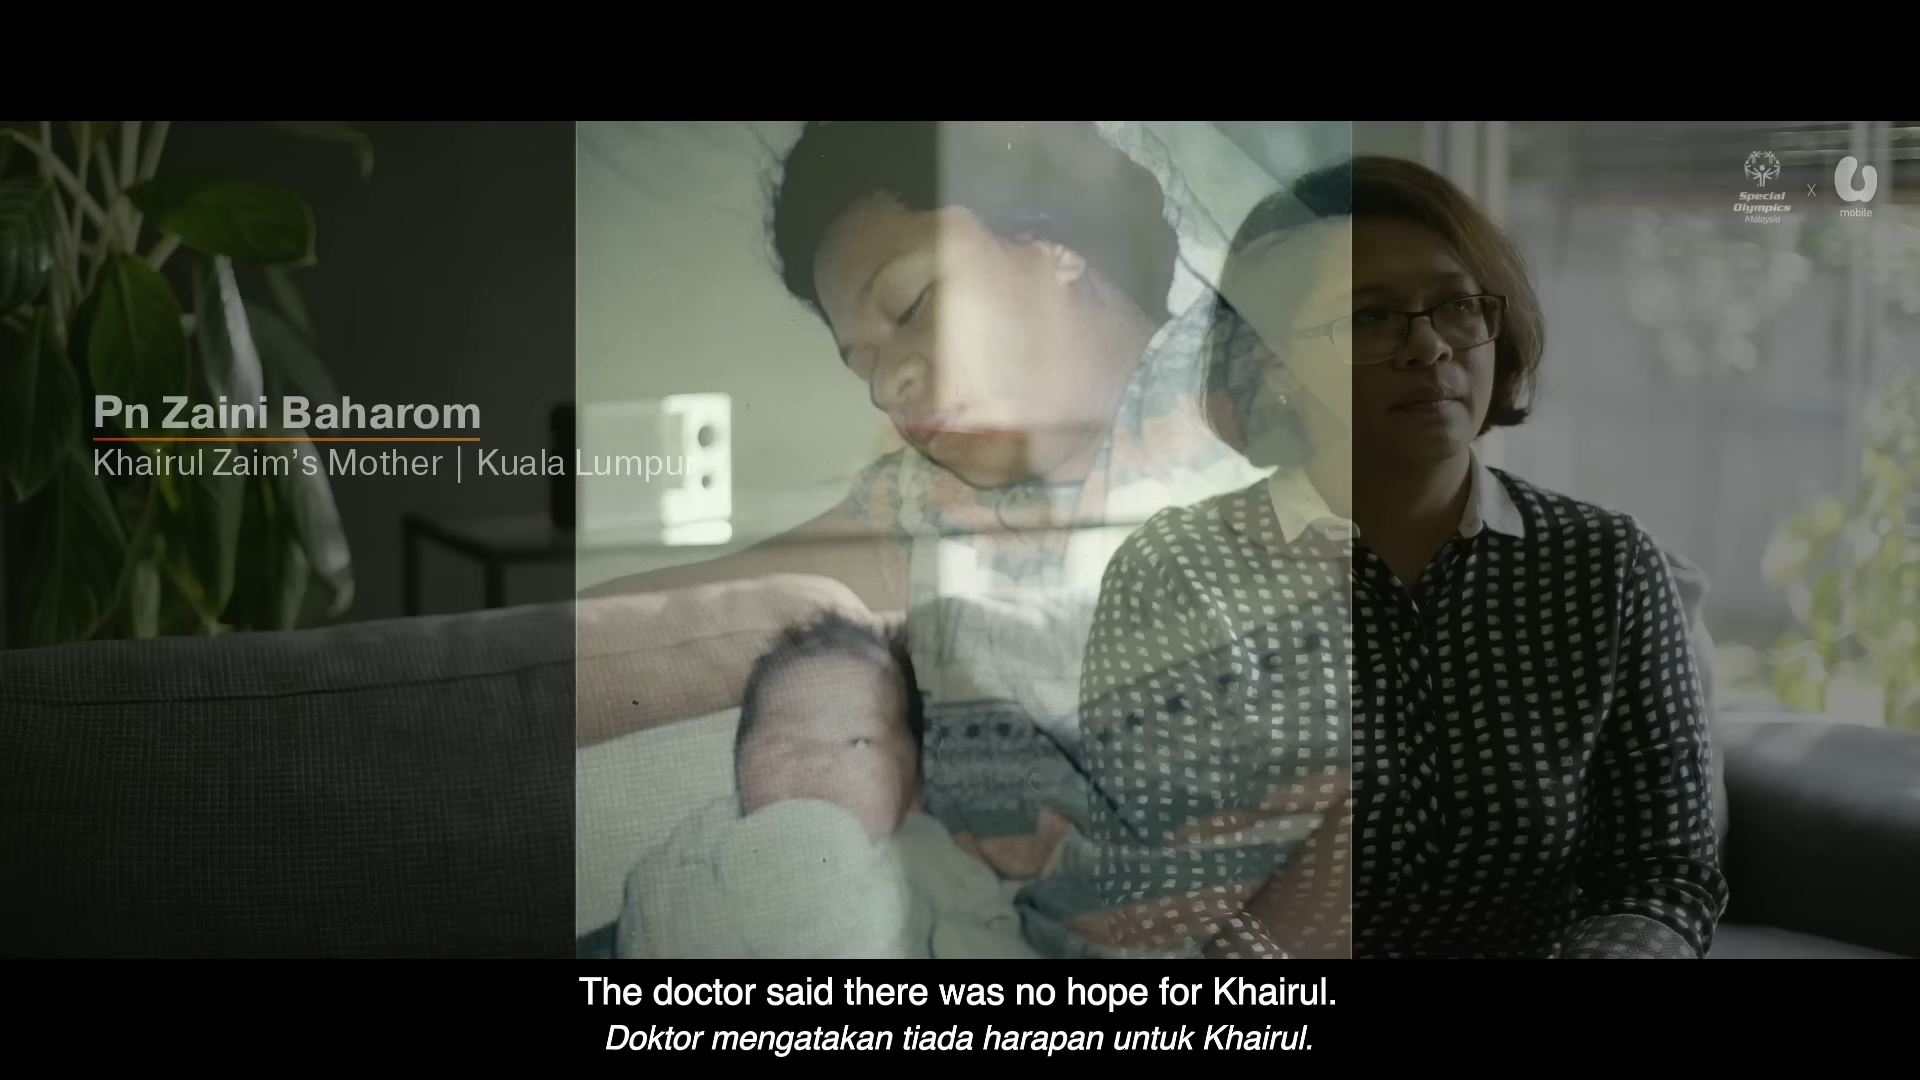 Special
Olympics
Malaysia
X
mobile
Pn Zaini Baharom
Khairul Zaim’s Mother | Kuala Lumpur
The doctor said there was no hope for Khairul.
Doktor mengatakan tiada harapan untuk Khairul.